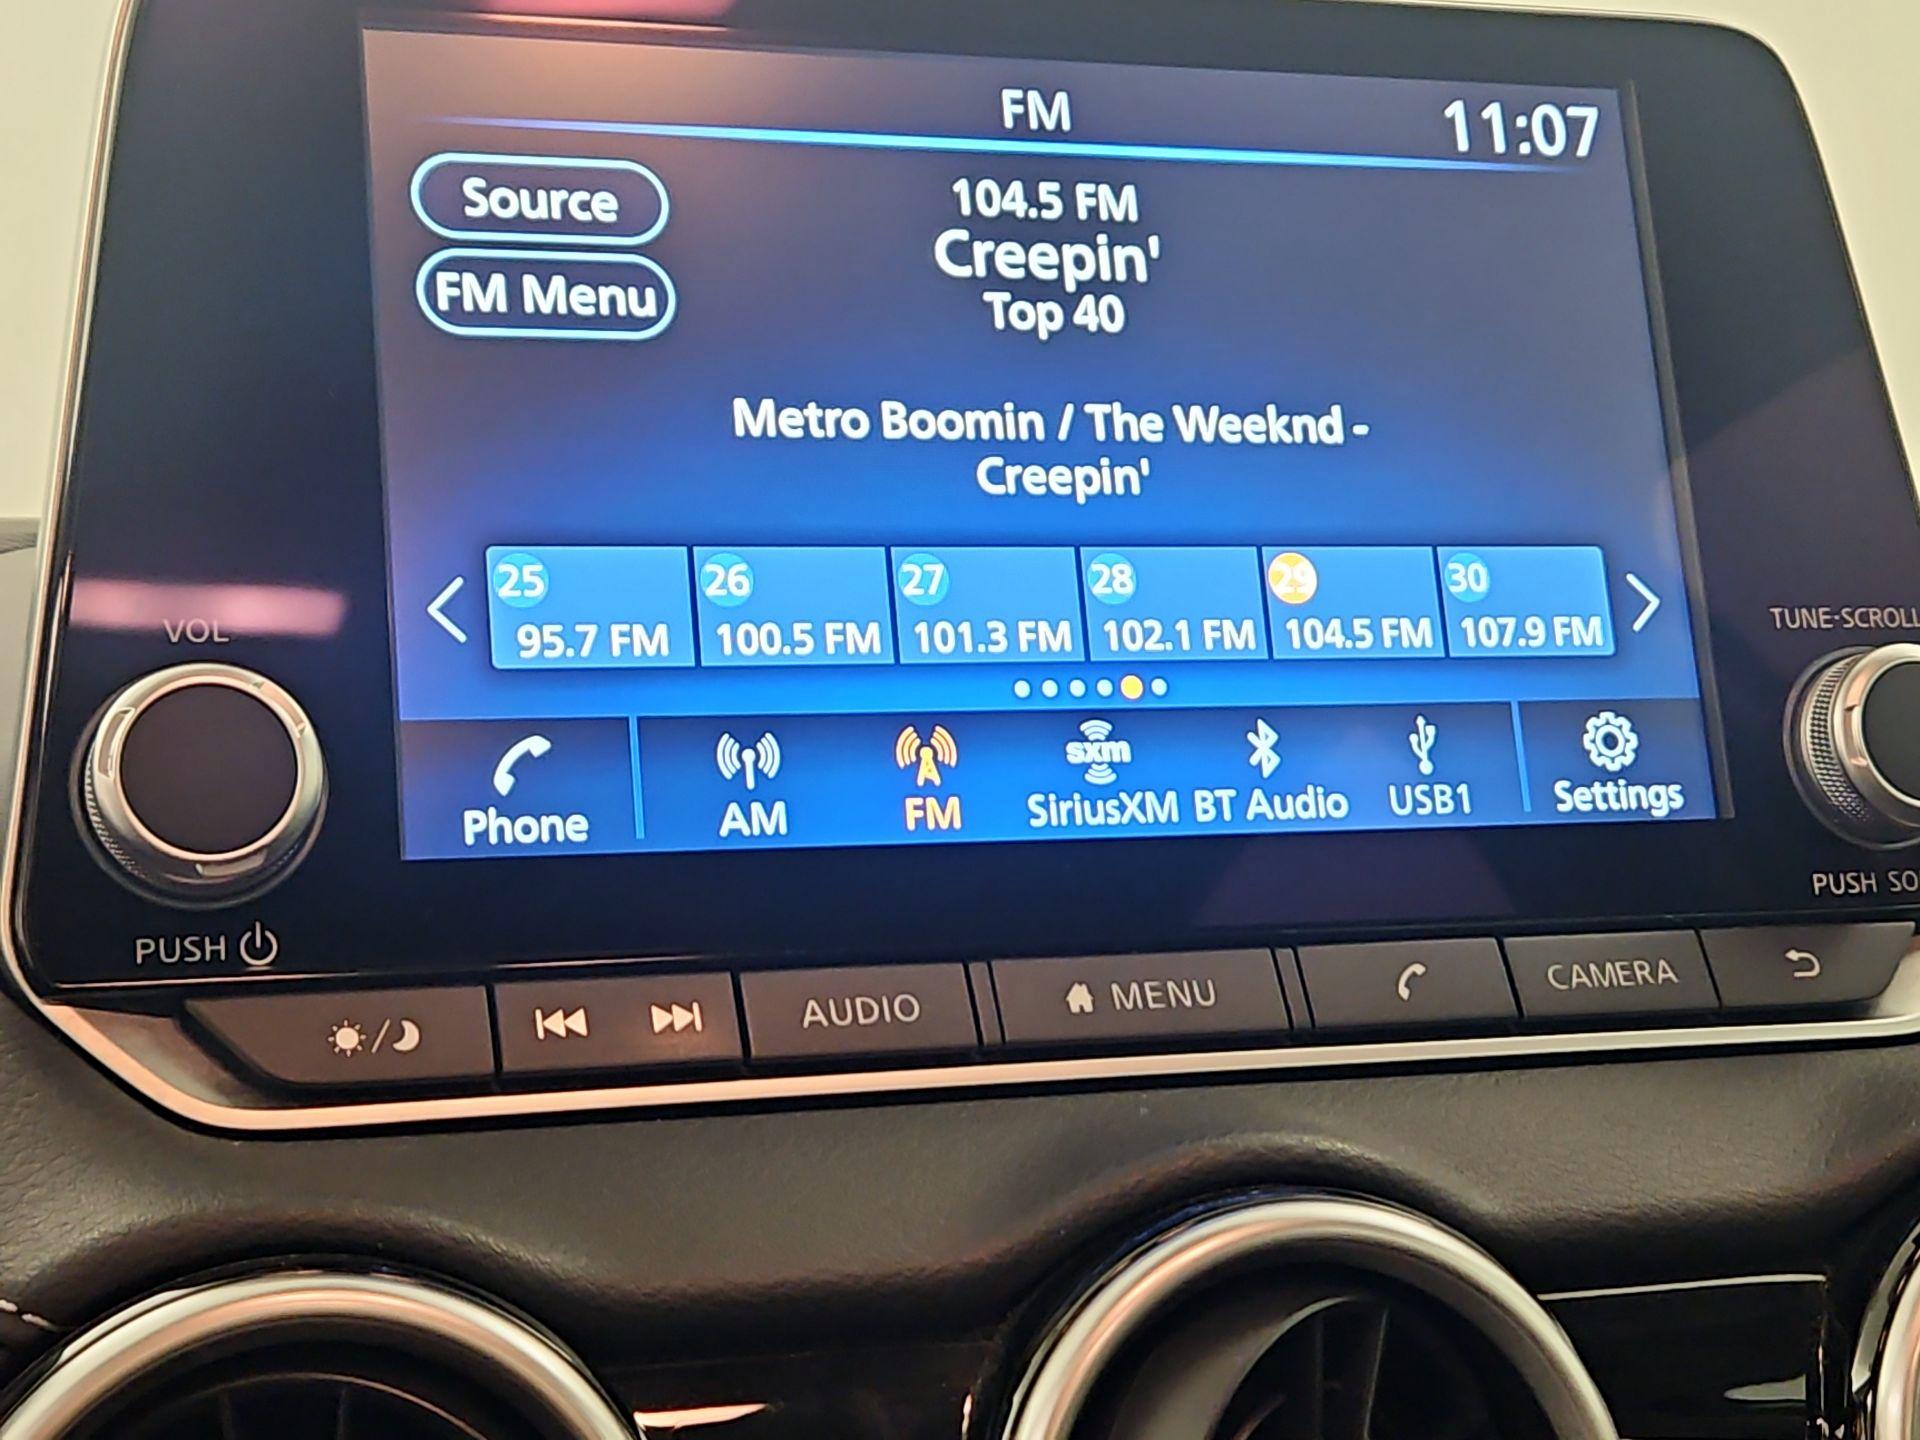 FM
11:07
Source
104.5 FM
Creepin'
FM Menu
Top 40
Metro Boomin / The Weeknd -
Creepin'
25
26
27
28
29
30
95.7 FM
100.5 FM
101.3 FM
102.1 FM
104.5 FM
107.9 FM
VOL
TUNE·SCROLL
sxm
Phone
AM
FM
SiriusXM
BT Audio
USB1
Settings
PUSH
PUSH SO
AUDIO
MENU
CAMERA